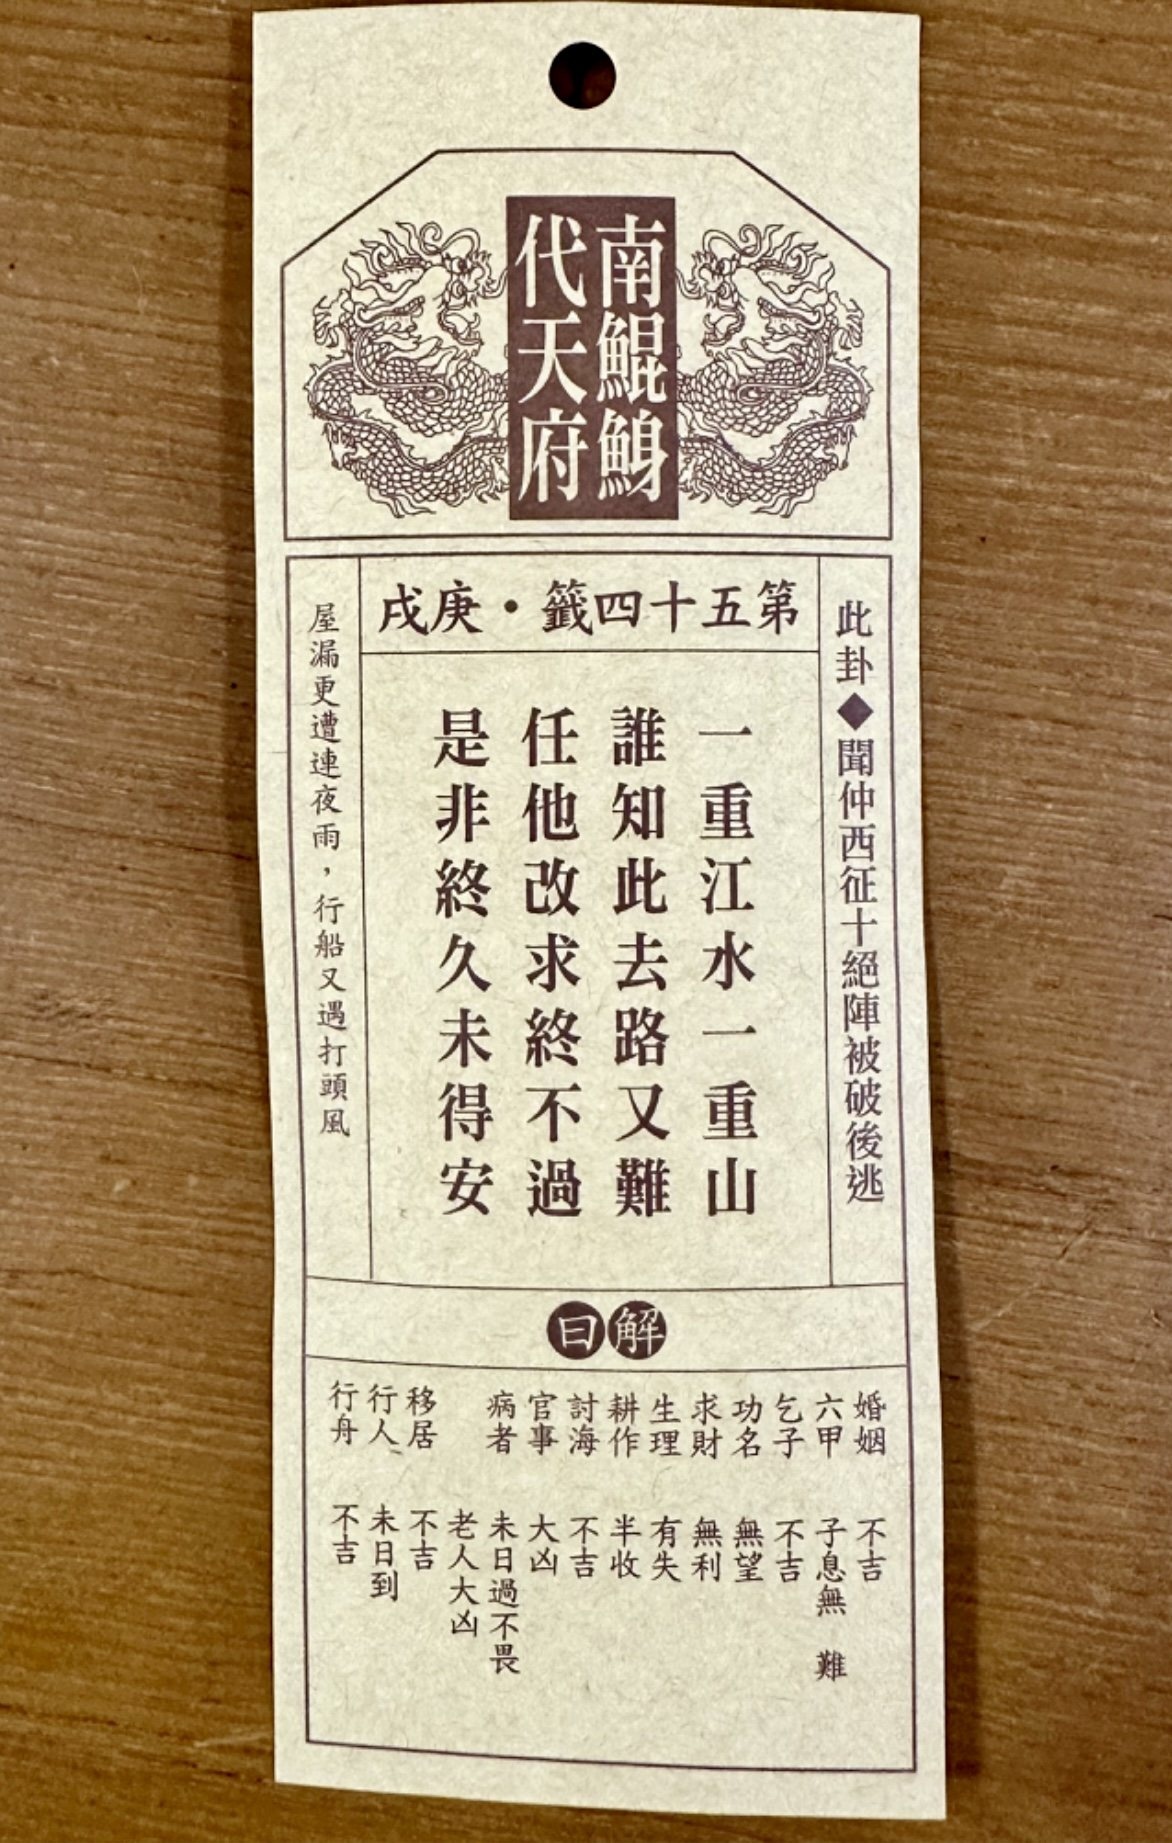 南鯤鯓
代天府
第五十四籤・庚戌
此卦◆聞仲西征十絕陣被破後逃
一重江水一重山
誰知此去路又難
任他改求終不過
是非終久未得安
屋漏更遭連夜雨，行船又遇打頭風
解曰
婚姻 不吉
六甲 子息無 難
乞子 不吉
功名 無望
求財 無利
生理 有失
耕作 半收
討海 不吉
官事 大凶
病者 未日過不畏
老人大凶
移居 不吉
行人 未日到
行舟 不吉